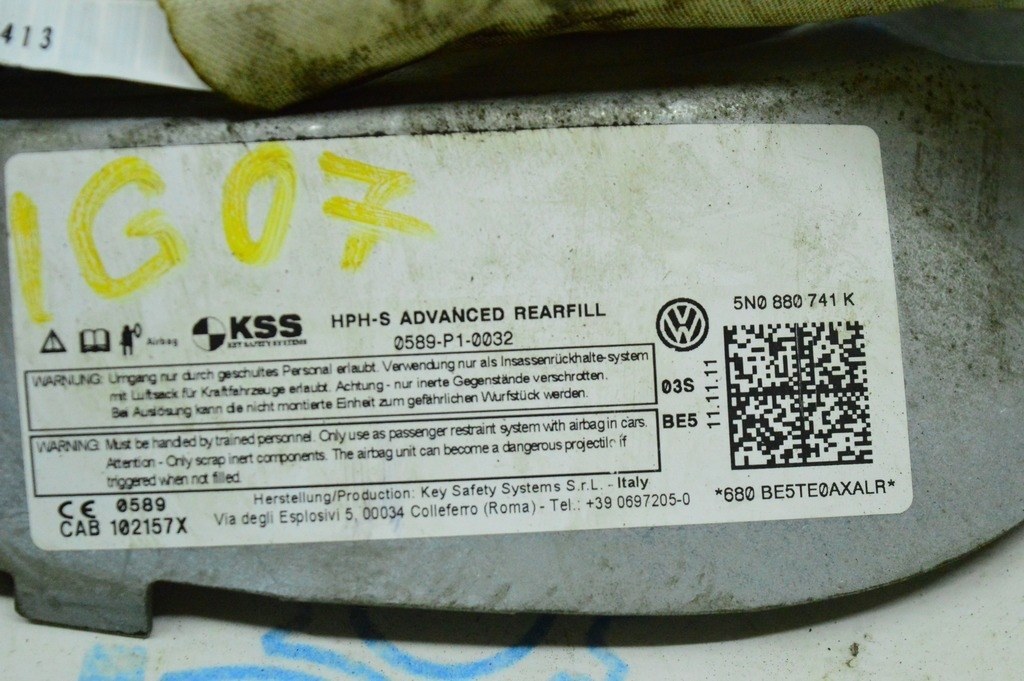 413
1G07
Airbag
KSS
KEY SAFETY SYSTEMS
HPH-S ADVANCED REARFILL
0589-P1-0032
5N0 880 741 K
WARNUNG: Umgang nur durch geschultes Personal erlaubt. Verwendung nur als Insassenrückhalte-system
mit Luftsack für Kraftfahrzeuge erlaubt. Achtung - nur inerte Gegenstände verschrotten.
Bei Auslösung kann die nicht montierte Einheit zum gefährlichen Wurfstück werden.
03S
BE5
11.11.11
WARNING: Must be handled by trained personnel. Only use as passenger restraint system with airbag in cars.
Attention - Only scrap inert components. The airbag unit can become a dangerous projectile if
triggered when not filled.
CE 0589
CAB 102157X
Herstellung/Production: Key Safety Systems S.r.L. - Italy
Via degli Esplosivi 5, 00034 Colleferro (Roma) - Tel.: +39 0697205-0
*680 BE5TE0AXALR*